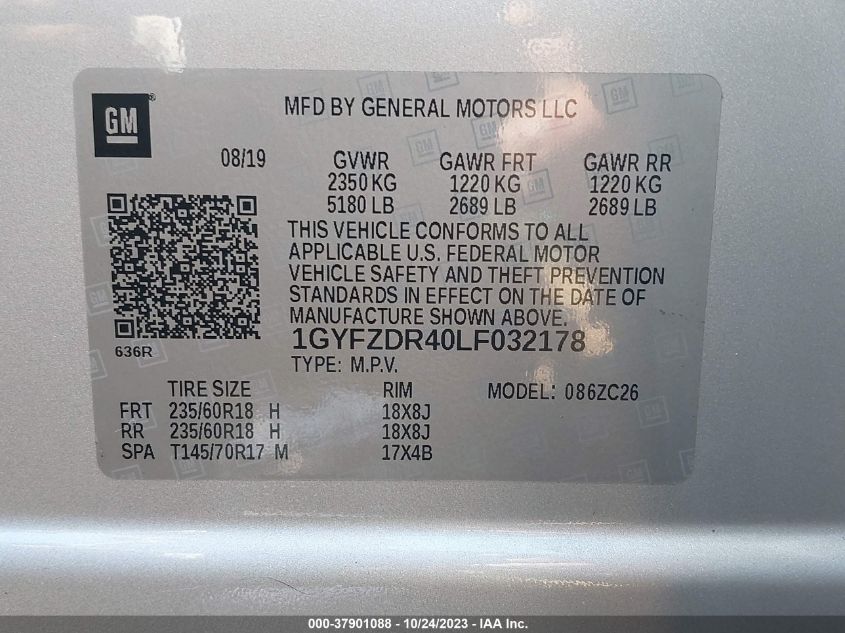 GM®
MFD BY GENERAL MOTORS LLC
08/19 GVWR GAWR FRT GAWR RR
2350 KG 1220 KG 1220 KG
5180 LB 2689 LB 2689 LB
THIS VEHICLE CONFORMS TO ALL
APPLICABLE U.S. FEDERAL MOTOR
VEHICLE SAFETY AND THEFT PREVENTION
STANDARDS IN EFFECT ON THE DATE OF
MANUFACTURE SHOWN ABOVE.
1GYFZDR40LF032178
636R
TYPE: M.P.V.
TIRE SIZE RIM MODEL: 086ZC26
FRT 235/60R18 H 18X8J
RR 235/60R18 H 18X8J
SPA T145/70R17 M 17X4B
000-37901088 - 10/24/2023 - IAA Inc.